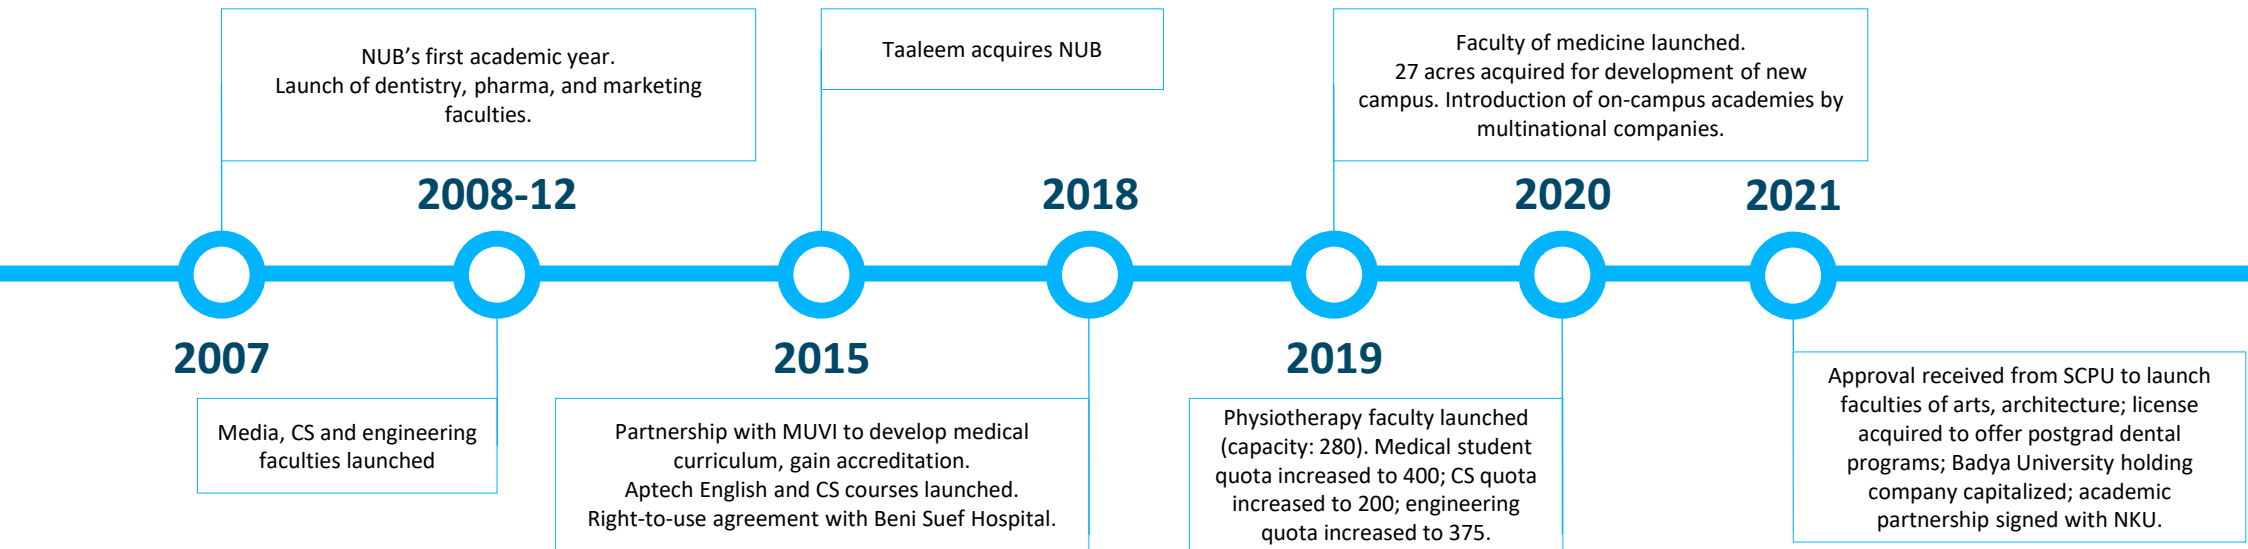 NUB’s first academic year.
Launch of dentistry, pharma, and marketing
faculties.
Taaleem acquires NUB
Faculty of medicine launched.
27 acres acquired for development of new
campus. Introduction of on-campus academies by
multinational companies.
2008-12
2018
2020
2021
2007
2015
2019
Media, CS and engineering
faculties launched
Partnership with MUVI to develop medical
curriculum, gain accreditation.
Aptech English and CS courses launched.
Right-to-use agreement with Beni Suef Hospital.
Physiotherapy faculty launched
(capacity: 280). Medical student
quota increased to 400; CS quota
increased to 200; engineering
quota increased to 375.
Approval received from SCPU to launch
faculties of arts, architecture; license
acquired to offer postgrad dental
programs; Badya University holding
company capitalized; academic
partnership signed with NKU.